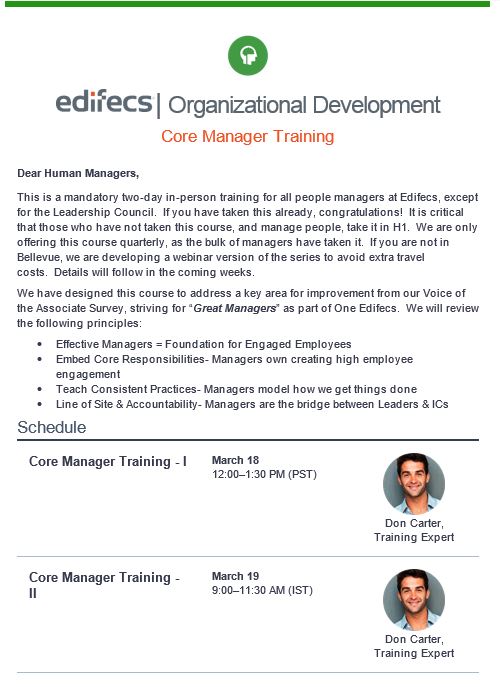 edifecs| Organizational Development
Core Manager Training
Dear Human Managers,
This is a mandatory two-day in-person training for all people managers at Edifecs, except
for the Leadership Council.  If you have taken this already, congratulations!  It is critical
that those who have not taken this course, and manage people, take it in H1.  We are only
offering this course quarterly, as the bulk of managers have taken it.  If you are not in
Bellevue, we are developing a webinar version of the series to avoid extra travel
costs.  Details will follow in the coming weeks.
We have designed this course to address a key area for improvement from our Voice of
the Associate Survey, striving for “Great Managers” as part of One Edifecs.  We will review
the following principles:
• Effective Managers = Foundation for Engaged Employees
• Embed Core Responsibilities- Managers own creating high employee
engagement
• Teach Consistent Practices- Managers model how we get things done
• Line of Site & Accountability- Managers are the bridge between Leaders & ICs
Schedule
Core Manager Training - I
March 18
12:00–1:30 PM (PST)
Don Carter,
Training Expert
Core Manager Training -
II
March 19
9:00–11:30 AM (IST)
Don Carter,
Training Expert